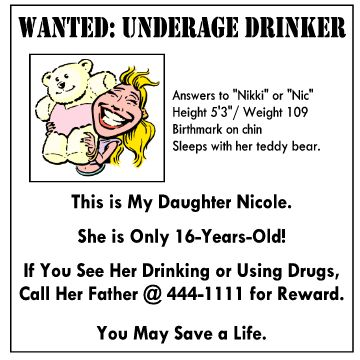 WANTED: UNDERAGE DRINKER
Answers to "Nikki" or "Nic"
Height 5'3"/ Weight 109
Birthmark on chin
Sleeps with her teddy bear.
This is My Daughter Nicole.
She is Only 16-Years-Old!
If You See Her Drinking or Using Drugs,
Call Her Father @ 444-1111 for Reward.
You May Save a Life.